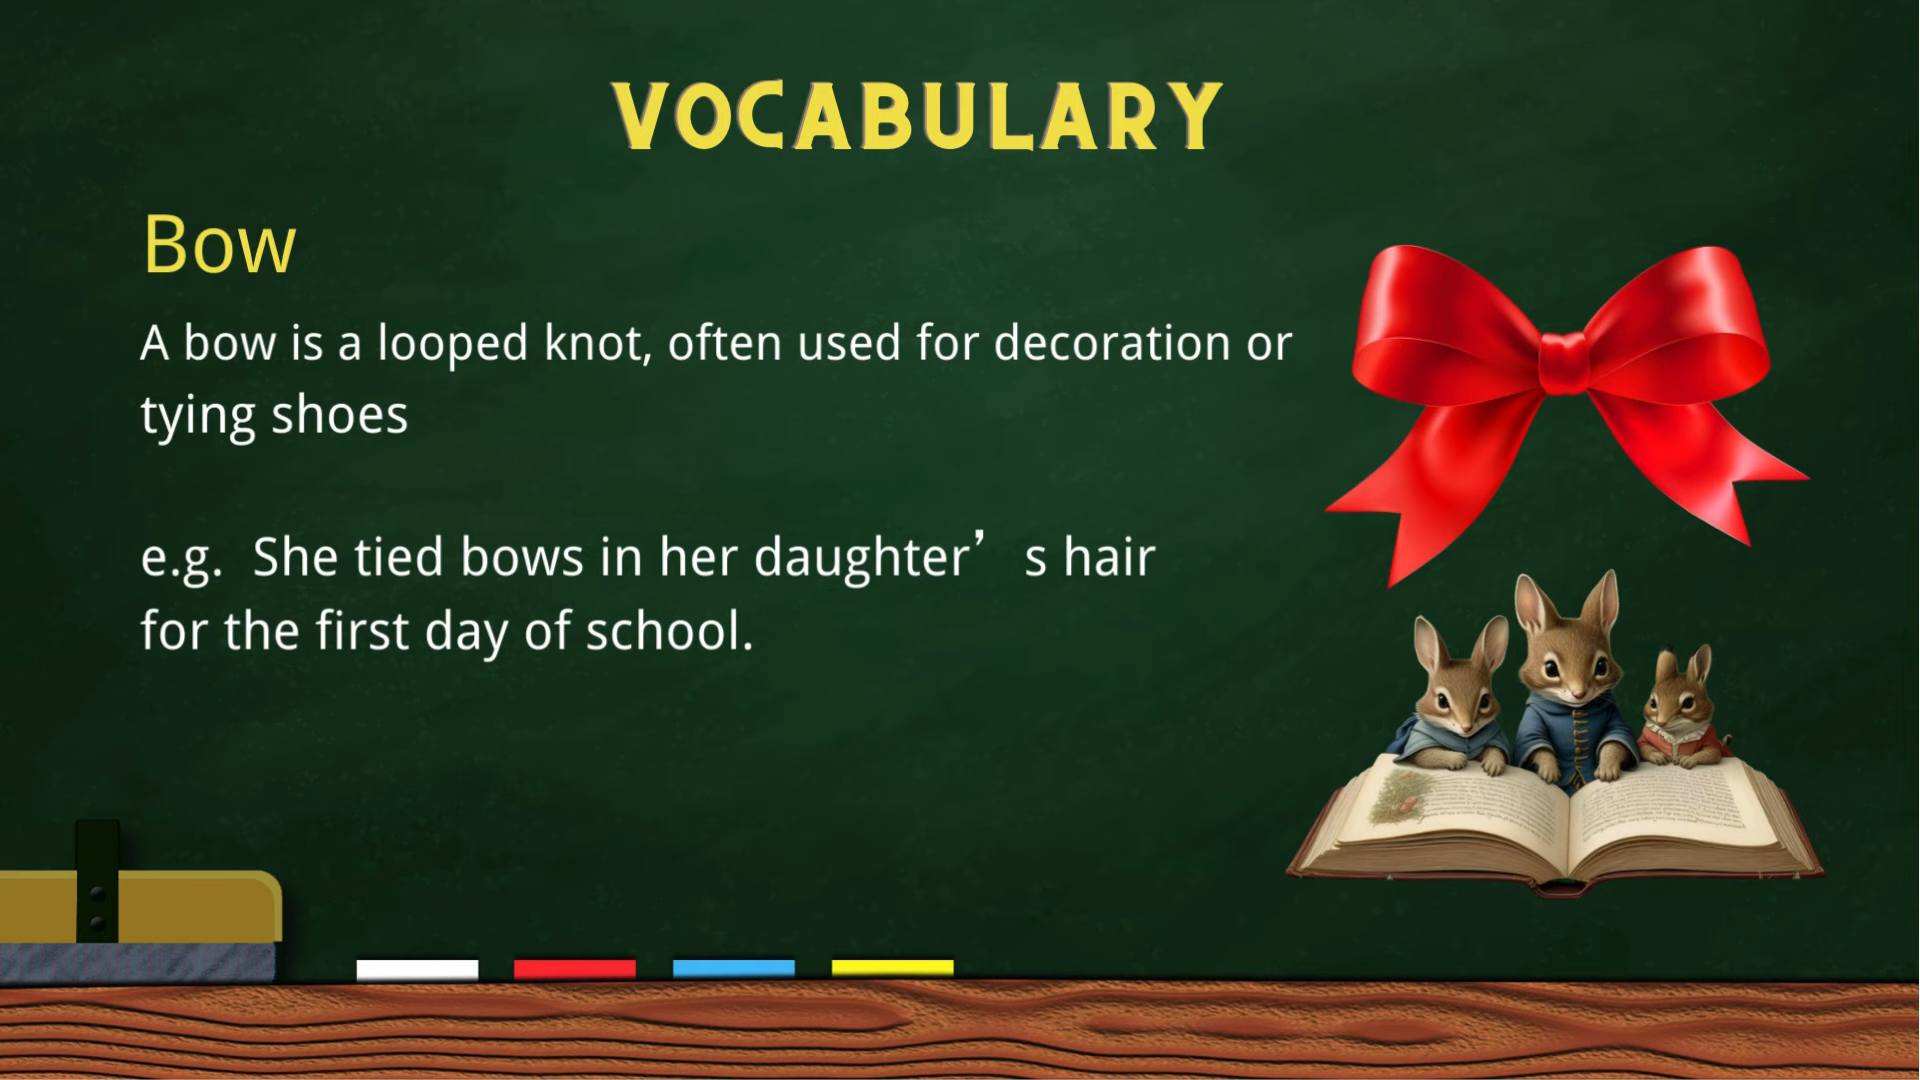 VOCABULARY
Bow
A bow is a looped knot, often used for decoration or
tying shoes
e.g.  She tied bows in her daughter’s hair
for the first day of school.